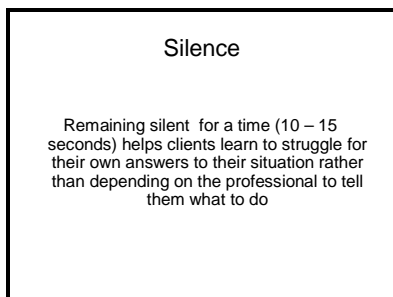 Silence
Remaining silent for a time (10 – 15
seconds) helps clients learn to struggle for
their own answers to their situation rather
than depending on the professional to tell
them what to do